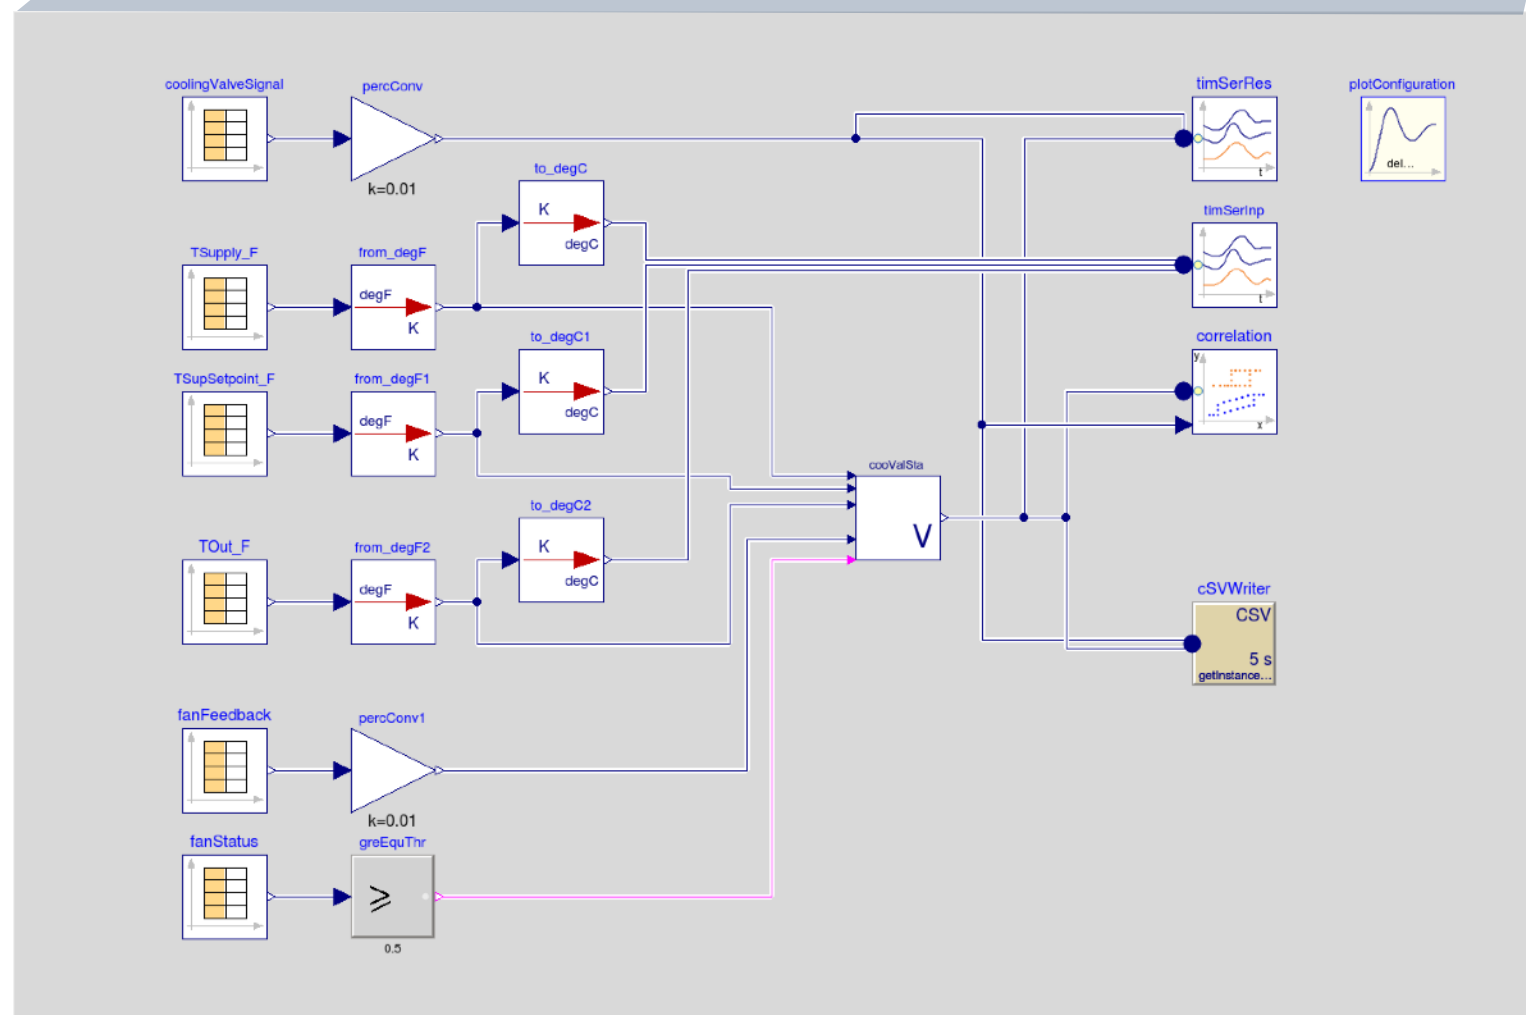 coolingValveSignal
percConv
timSerRes
plotConfiguration
t
del...
k=0.01
to_degC
K
degC
timSerInp
t
TSupply_F
from_degF
degF
K
to_degC1
K
degC
correlation
y
x
TSupSetpoint_F
from_degF1
degF
K
cooValSta
V
to_degC2
K
degC
TOut_F
from_degF2
degF
K
cSVWriter
CSV
5 s
getInstance...
fanFeedback
percConv1
k=0.01
fanStatus
greEquThr
≥
0.5